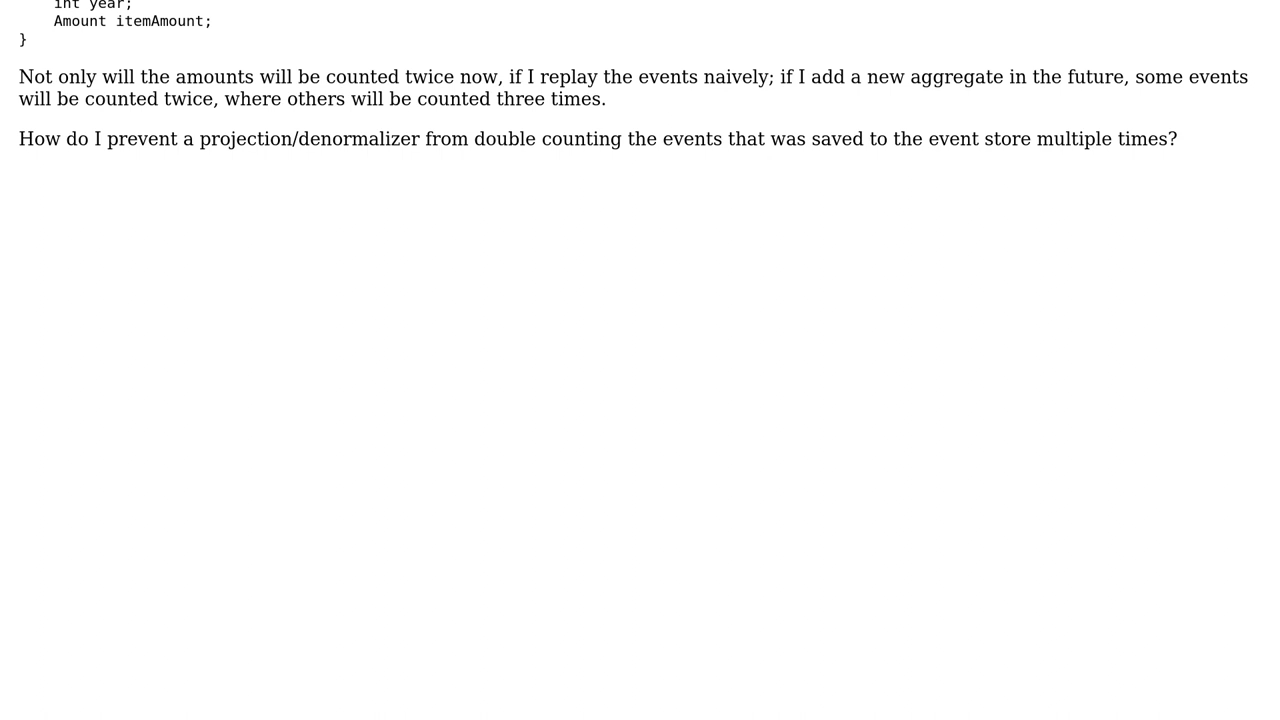 int year;
Amount itemAmount;
}
Not only will the amounts will be counted twice now, if I replay the events naively; if I add a new aggregate in the future, some events
will be counted twice, where others will be counted three times.
How do I prevent a projection/denormalizer from double counting the events that was saved to the event store multiple times?